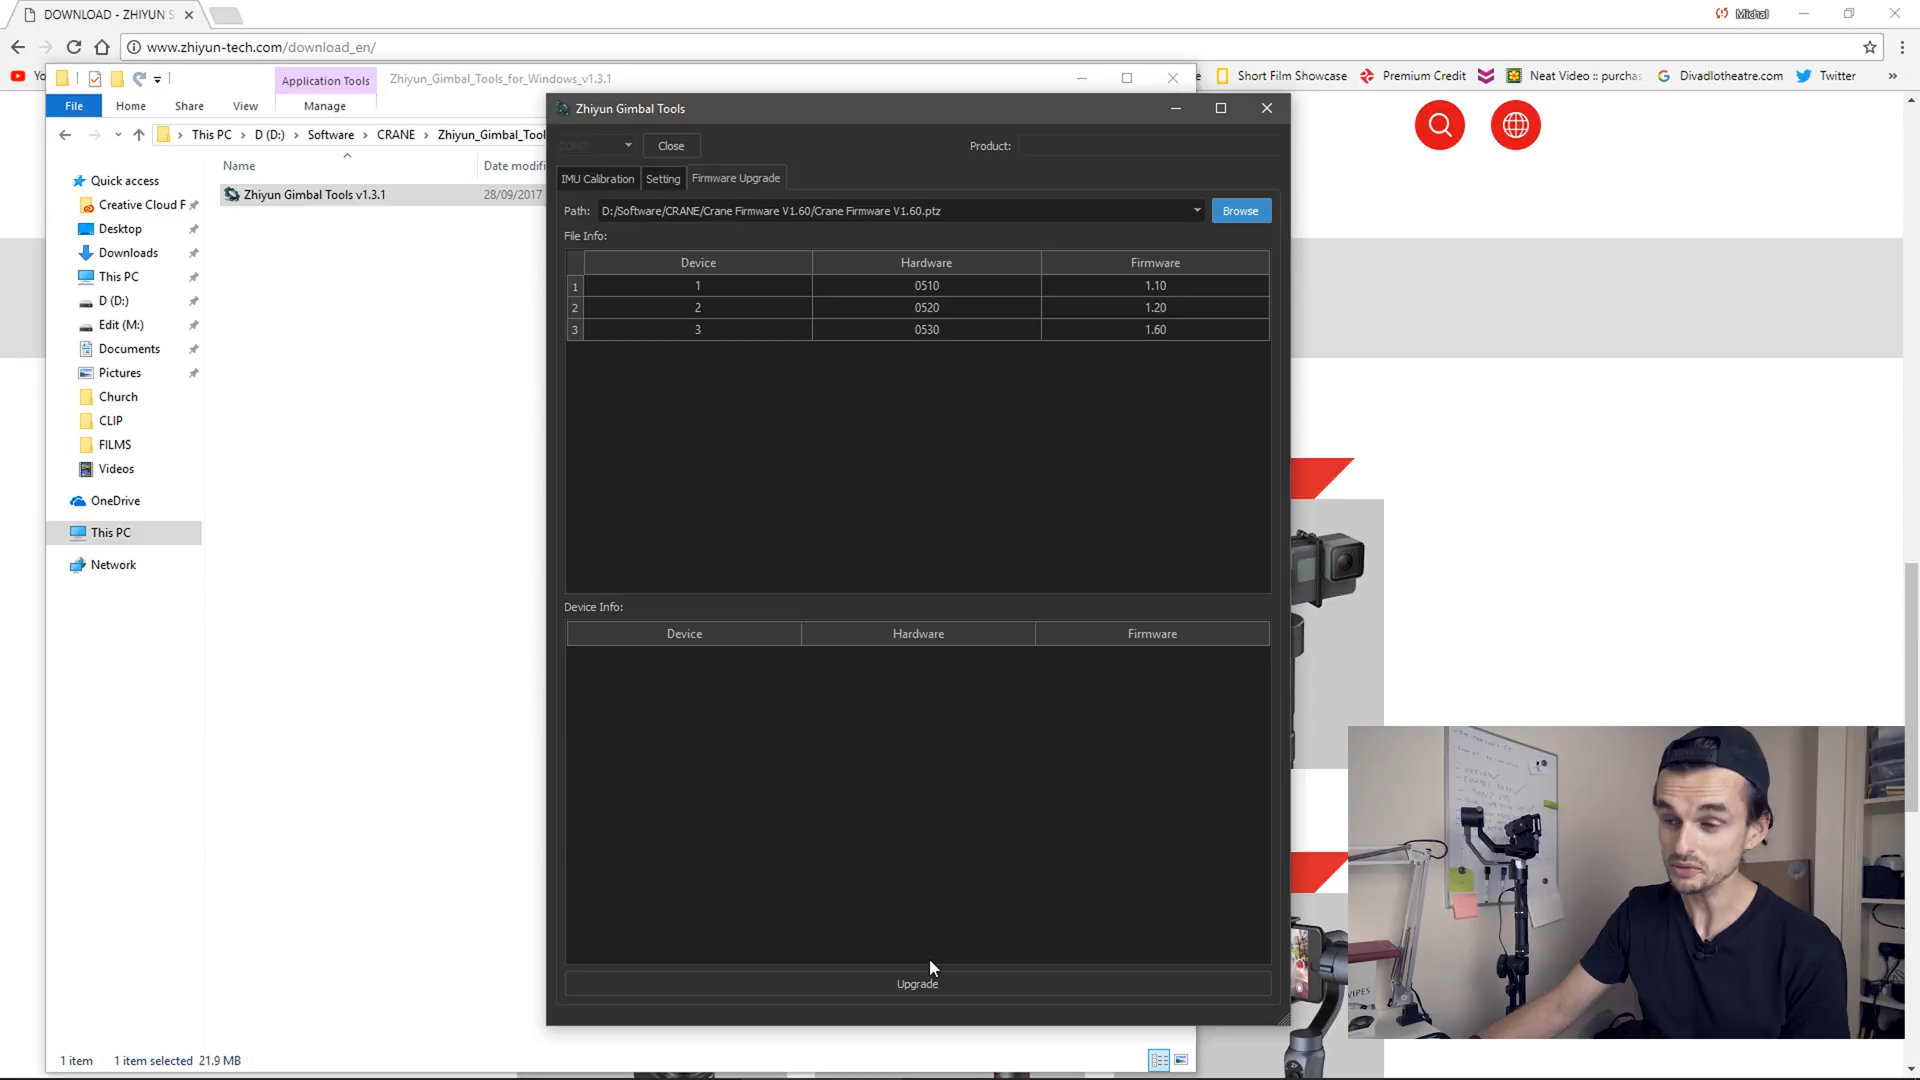 DOWNLOAD - ZHIYUN S
Michal
www.zhiyun-tech.com/download_en/
Yo
Short Film Showcase
Premium Credit
Neat Video :: purchas
Divadlotheatre.com
Twitter
»
Application Tools
Zhiyun_Gimbal_Tools_for_Windows_v1.3.1
File
Home
Share
View
Manage
This PC > D (D:) > Software > CRANE > Zhiyun_Gimbal_Tool
Name
Date modifi
Zhiyun Gimbal Tools v1.3.1
28/09/2017
Quick access
Creative Cloud F
Desktop
Downloads
This PC
D (D:)
Edit (M:)
Documents
Pictures
Church
CLIP
FILMS
Videos
OneDrive
This PC
Network
1 item
1 item selected 21.9 MB
Zhiyun Gimbal Tools
Close
Product:
IMU Calibration
Setting
Firmware Upgrade
Path:
D:/Software/CRANE/Crane Firmware V1.60/Crane Firmware V1.60.ptz
Browse
File Info:
Device Hardware Firmware
1 1 0510 1.10
2 2 0520 1.20
3 3 0530 1.60
Device Info:
Device Hardware Firmware
Upgrade